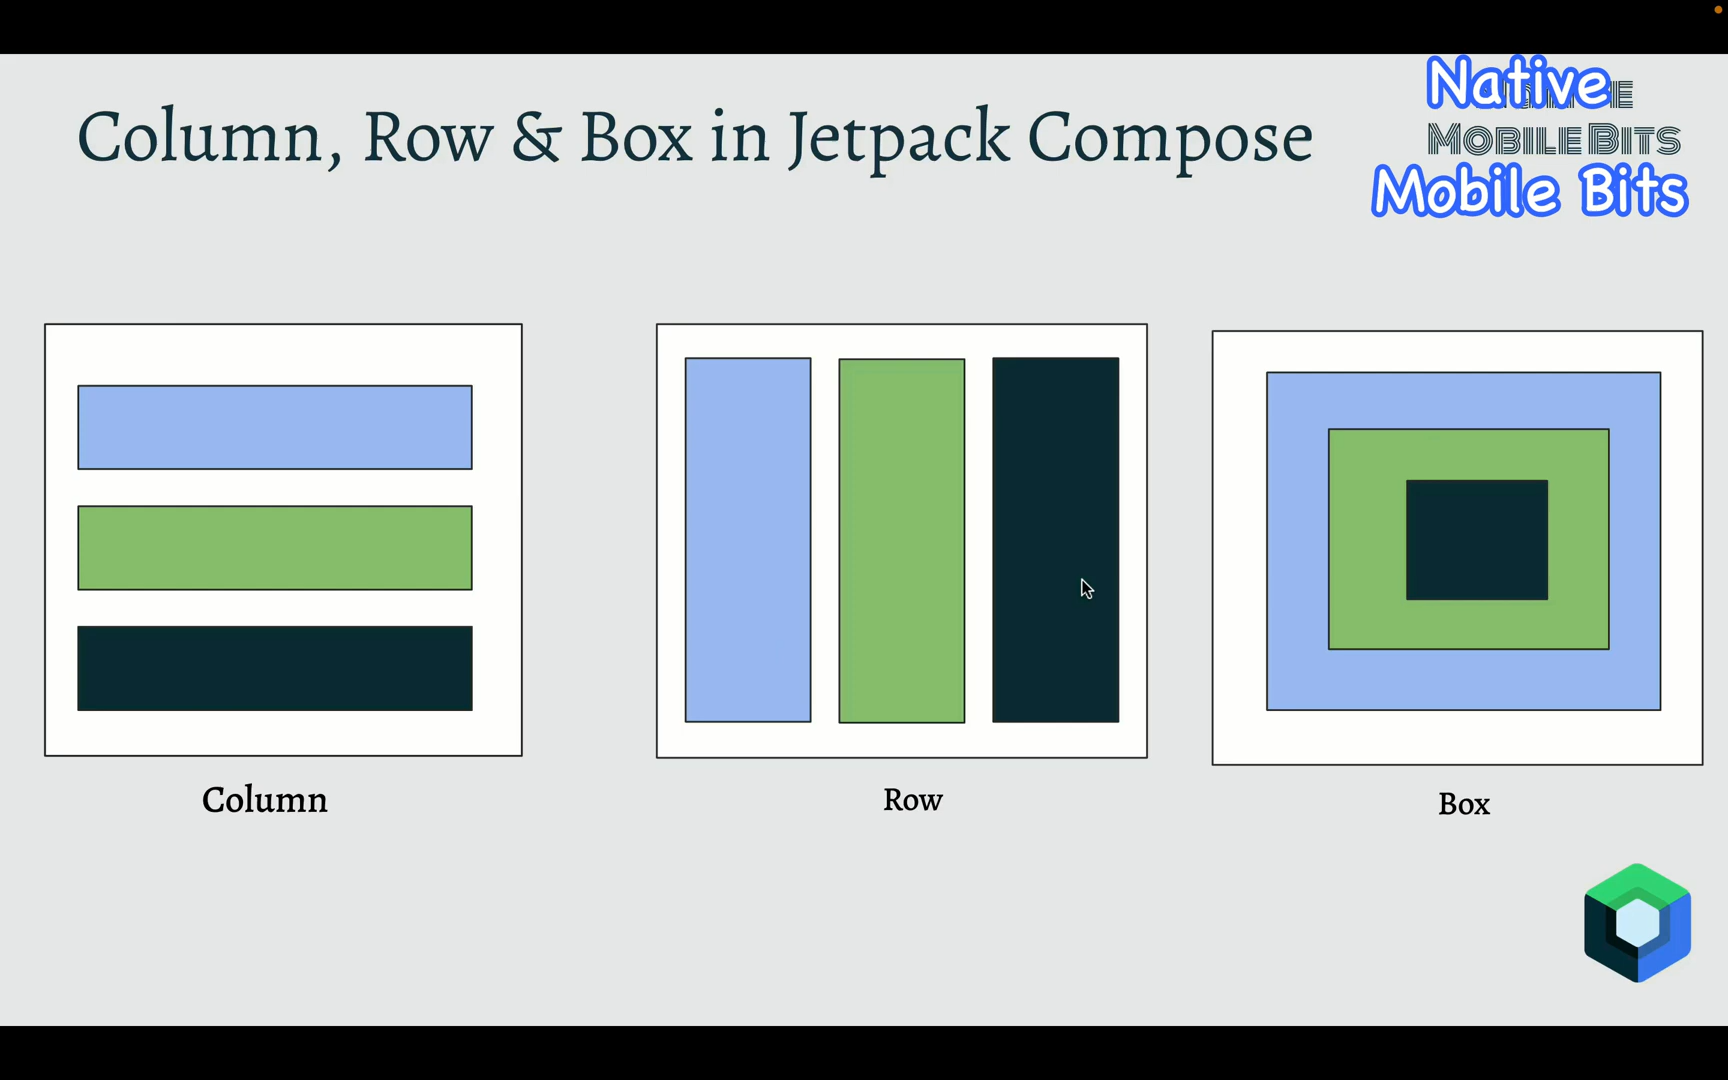 Column, Row & Box in Jetpack Compose
Native
MOBILE BITS
Mobile Bits
Column
Row
Box